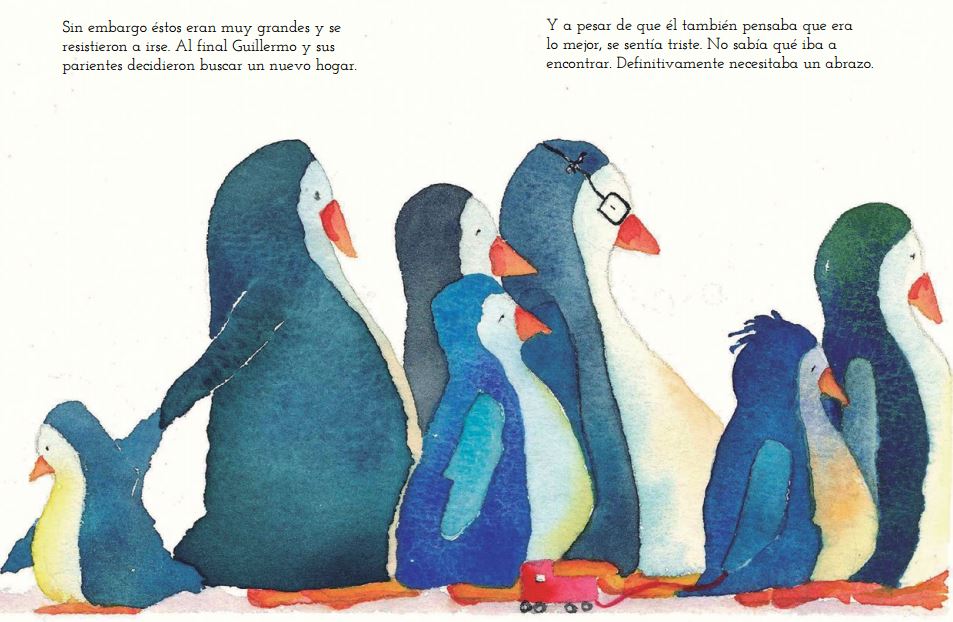 Sin embargo éstos eran muy grandes y se
resistieron a irse. Al final Guillermo y sus
parientes decidieron buscar un nuevo hogar.
Y a pesar de que él también pensaba que era
lo mejor, se sentía triste. No sabía qué iba a
encontrar. Definitivamente necesitaba un abrazo.